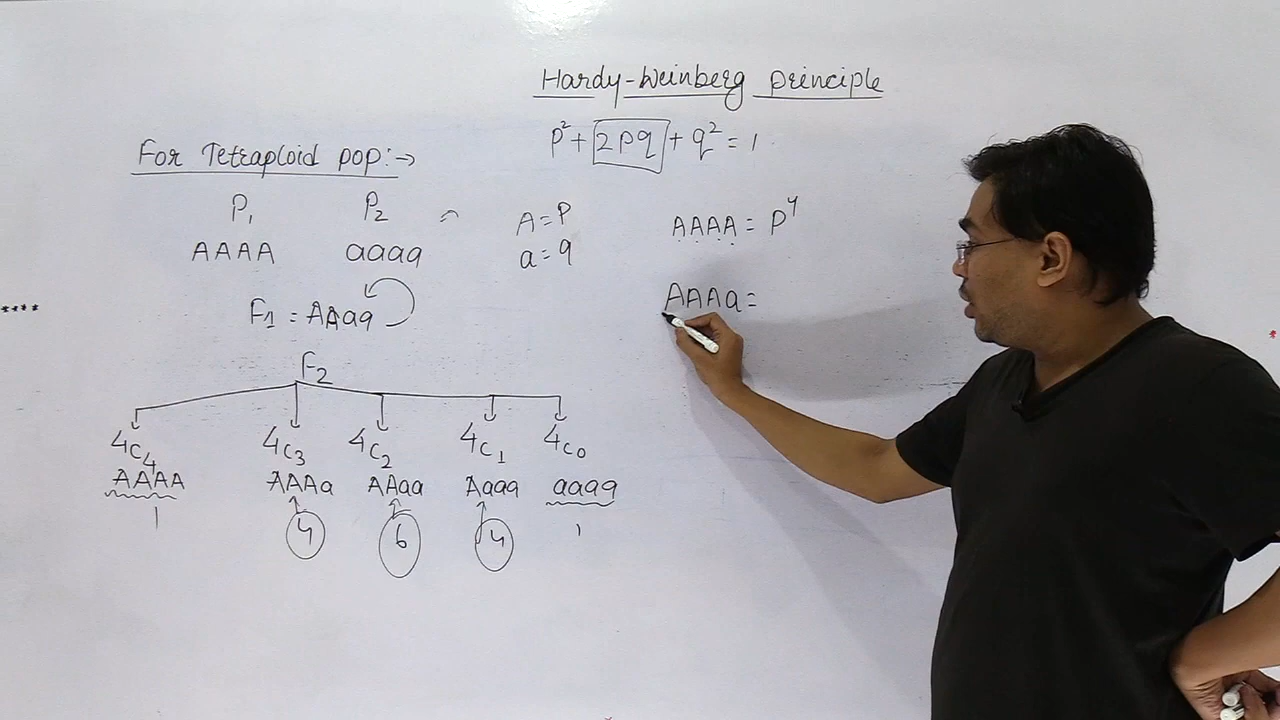 Hardy-Weinberg principle
p² + 2pq + q² = 1
For Tetraploid pop:→
P₁ P₂
AAAA aaaa
A = p
a = q
AAAA = p⁴
AAAa =
F₁ = AAaa
F₂
4C₄ 4C₃ 4C₂ 4C₁ 4C₀
AAAA AAAa AAaa Aaaa aaaa
1 4 6 4 1
****
*